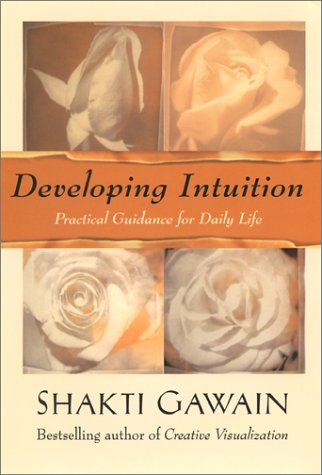 Developing Intuition
Practical Guidance for Daily Life
SHAKTI GAWAIN
Bestselling author of Creative Visualization